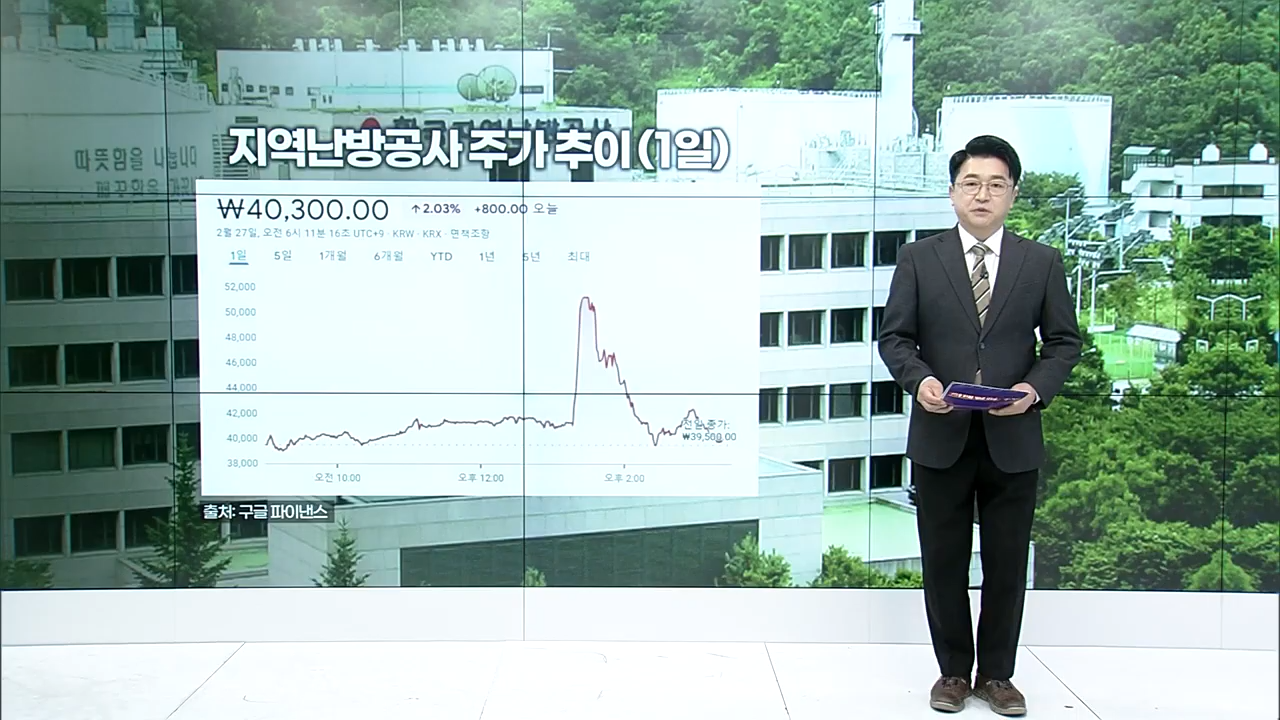 지역난방공사 주가 추이 (1일)
따뜻함을
₩40,300.00 ↑2.03% +800.00 오늘
2월 27일, 오전 6시 11분 16초 UTC+9 · KRW · KRX · 면책조항
1일 5일 1개월 6개월 YTD 1년 5년 최대
52,000
50,000
48,000
46,000
44,000
42,000
40,000
38,000
전일 종가:
₩39,500.00
오전 10:00 오후 12:00 오후 2:00
출처: 구글 파이낸스